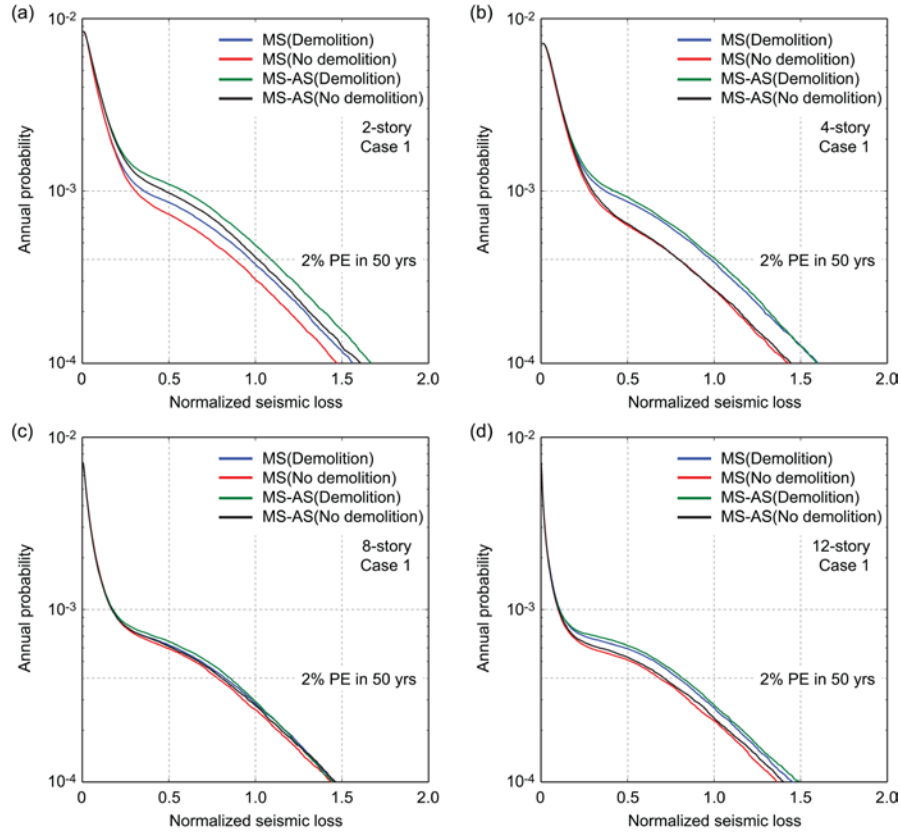 (a)
10⁻²
MS(Demolition)
MS(No demolition)
MS-AS(Demolition)
MS-AS(No demolition)
2-story
Case 1
Annual probability
10⁻³
2% PE in 50 yrs
10⁻⁴
0 0.5 1.0 1.5 2.0
Normalized seismic loss
(b)
10⁻²
MS(Demolition)
MS(No demolition)
MS-AS(Demolition)
MS-AS(No demolition)
4-story
Case 1
Annual probability
10⁻³
2% PE in 50 yrs
10⁻⁴
0 0.5 1.0 1.5 2.0
Normalized seismic loss
(c)
10⁻²
MS(Demolition)
MS(No demolition)
MS-AS(Demolition)
MS-AS(No demolition)
8-story
Case 1
Annual probability
10⁻³
2% PE in 50 yrs
10⁻⁴
0 0.5 1.0 1.5 2.0
Normalized seismic loss
(d)
10⁻²
MS(Demolition)
MS(No demolition)
MS-AS(Demolition)
MS-AS(No demolition)
12-story
Case 1
Annual probability
10⁻³
2% PE in 50 yrs
10⁻⁴
0 0.5 1.0 1.5 2.0
Normalized seismic loss